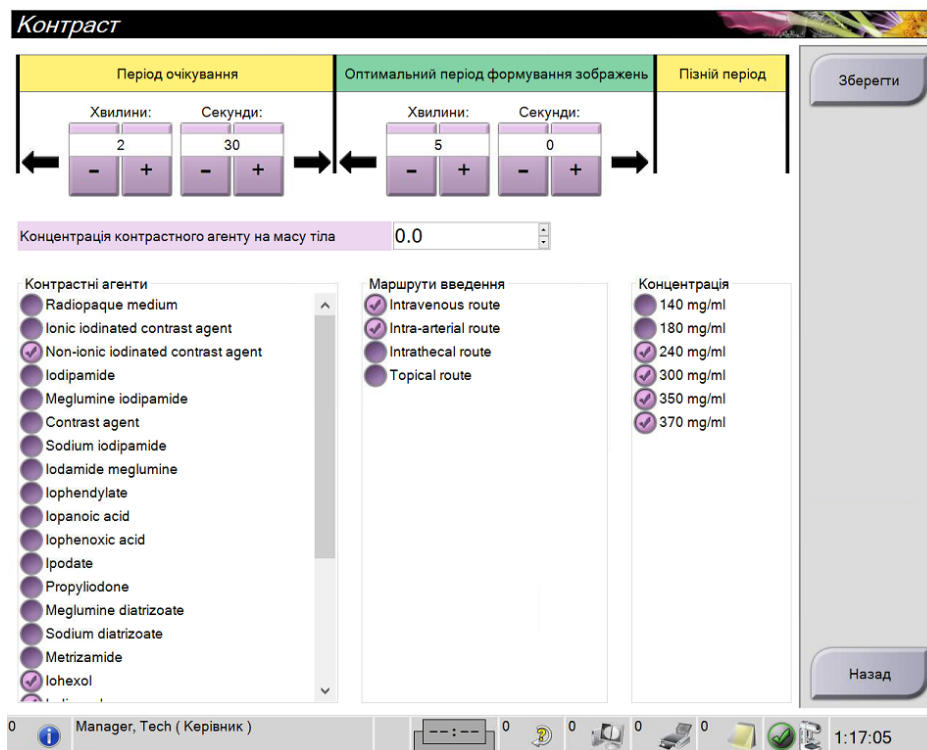 Контраст
Період очікування
Оптимальний період формування зображень
Пізній період
Зберегти
Хвилини:
Секунди:
Хвилини:
Секунди:
2
30
5
0
- + - + - + - +
Концентрація контрастного агенту на масу тіла
0.0
Контрастні агенти
Radiopaque medium
Ionic iodinated contrast agent
Non-ionic iodinated contrast agent
Iodipamide
Meglumine iodipamide
Contrast agent
Sodium iodipamide
Iodamide meglumine
Iophendylate
Iopanoic acid
Iophenoxic acid
Ipodate
Propyliodone
Meglumine diatrizoate
Sodium diatrizoate
Metrizamide
Iohexol
Маршрути введення
Intravenous route
Intra-arterial route
Intrathecal route
Topical route
Концентрація
140 mg/ml
180 mg/ml
240 mg/ml
300 mg/ml
350 mg/ml
370 mg/ml
Назад
0
Manager, Tech ( Керівник )
--:--
0
0
0
0
1:17:05